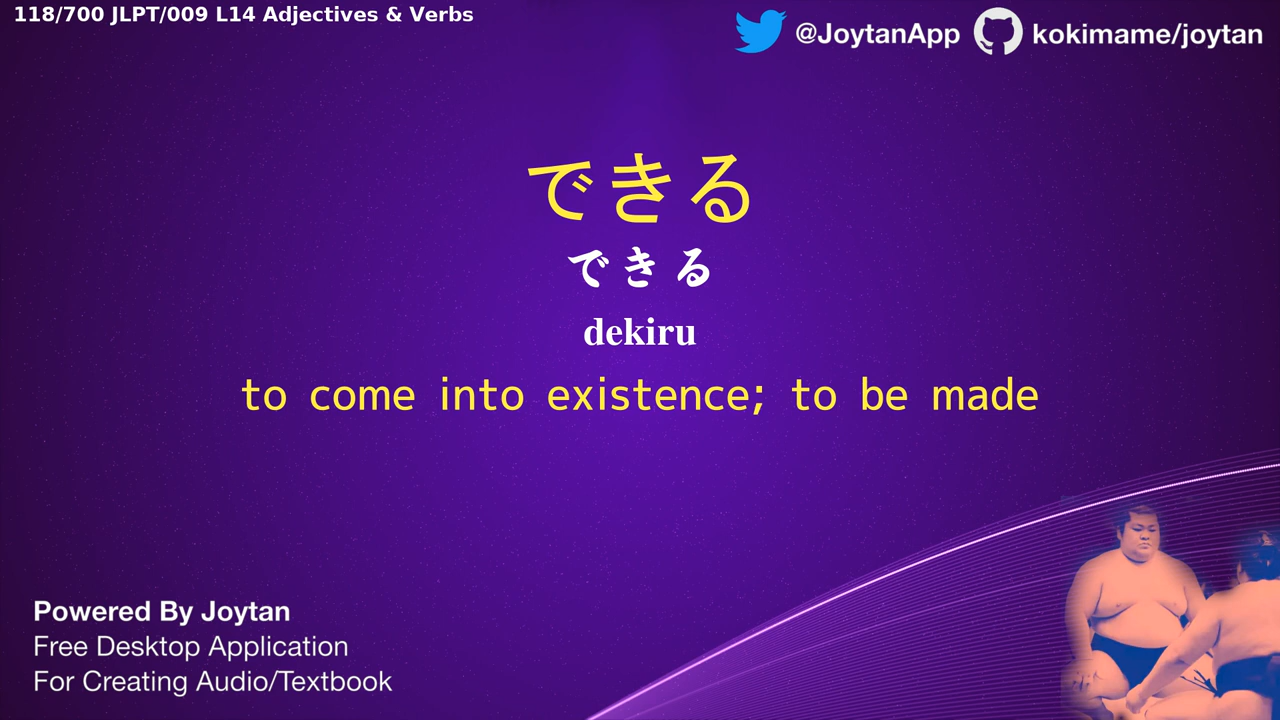 118/700 JLPT/009 L14 Adjectives & Verbs
@JoytanApp kokimame/joytan
できる
できる
dekiru
to come into existence; to be made
Powered By Joytan
Free Desktop Application
For Creating Audio/Textbook